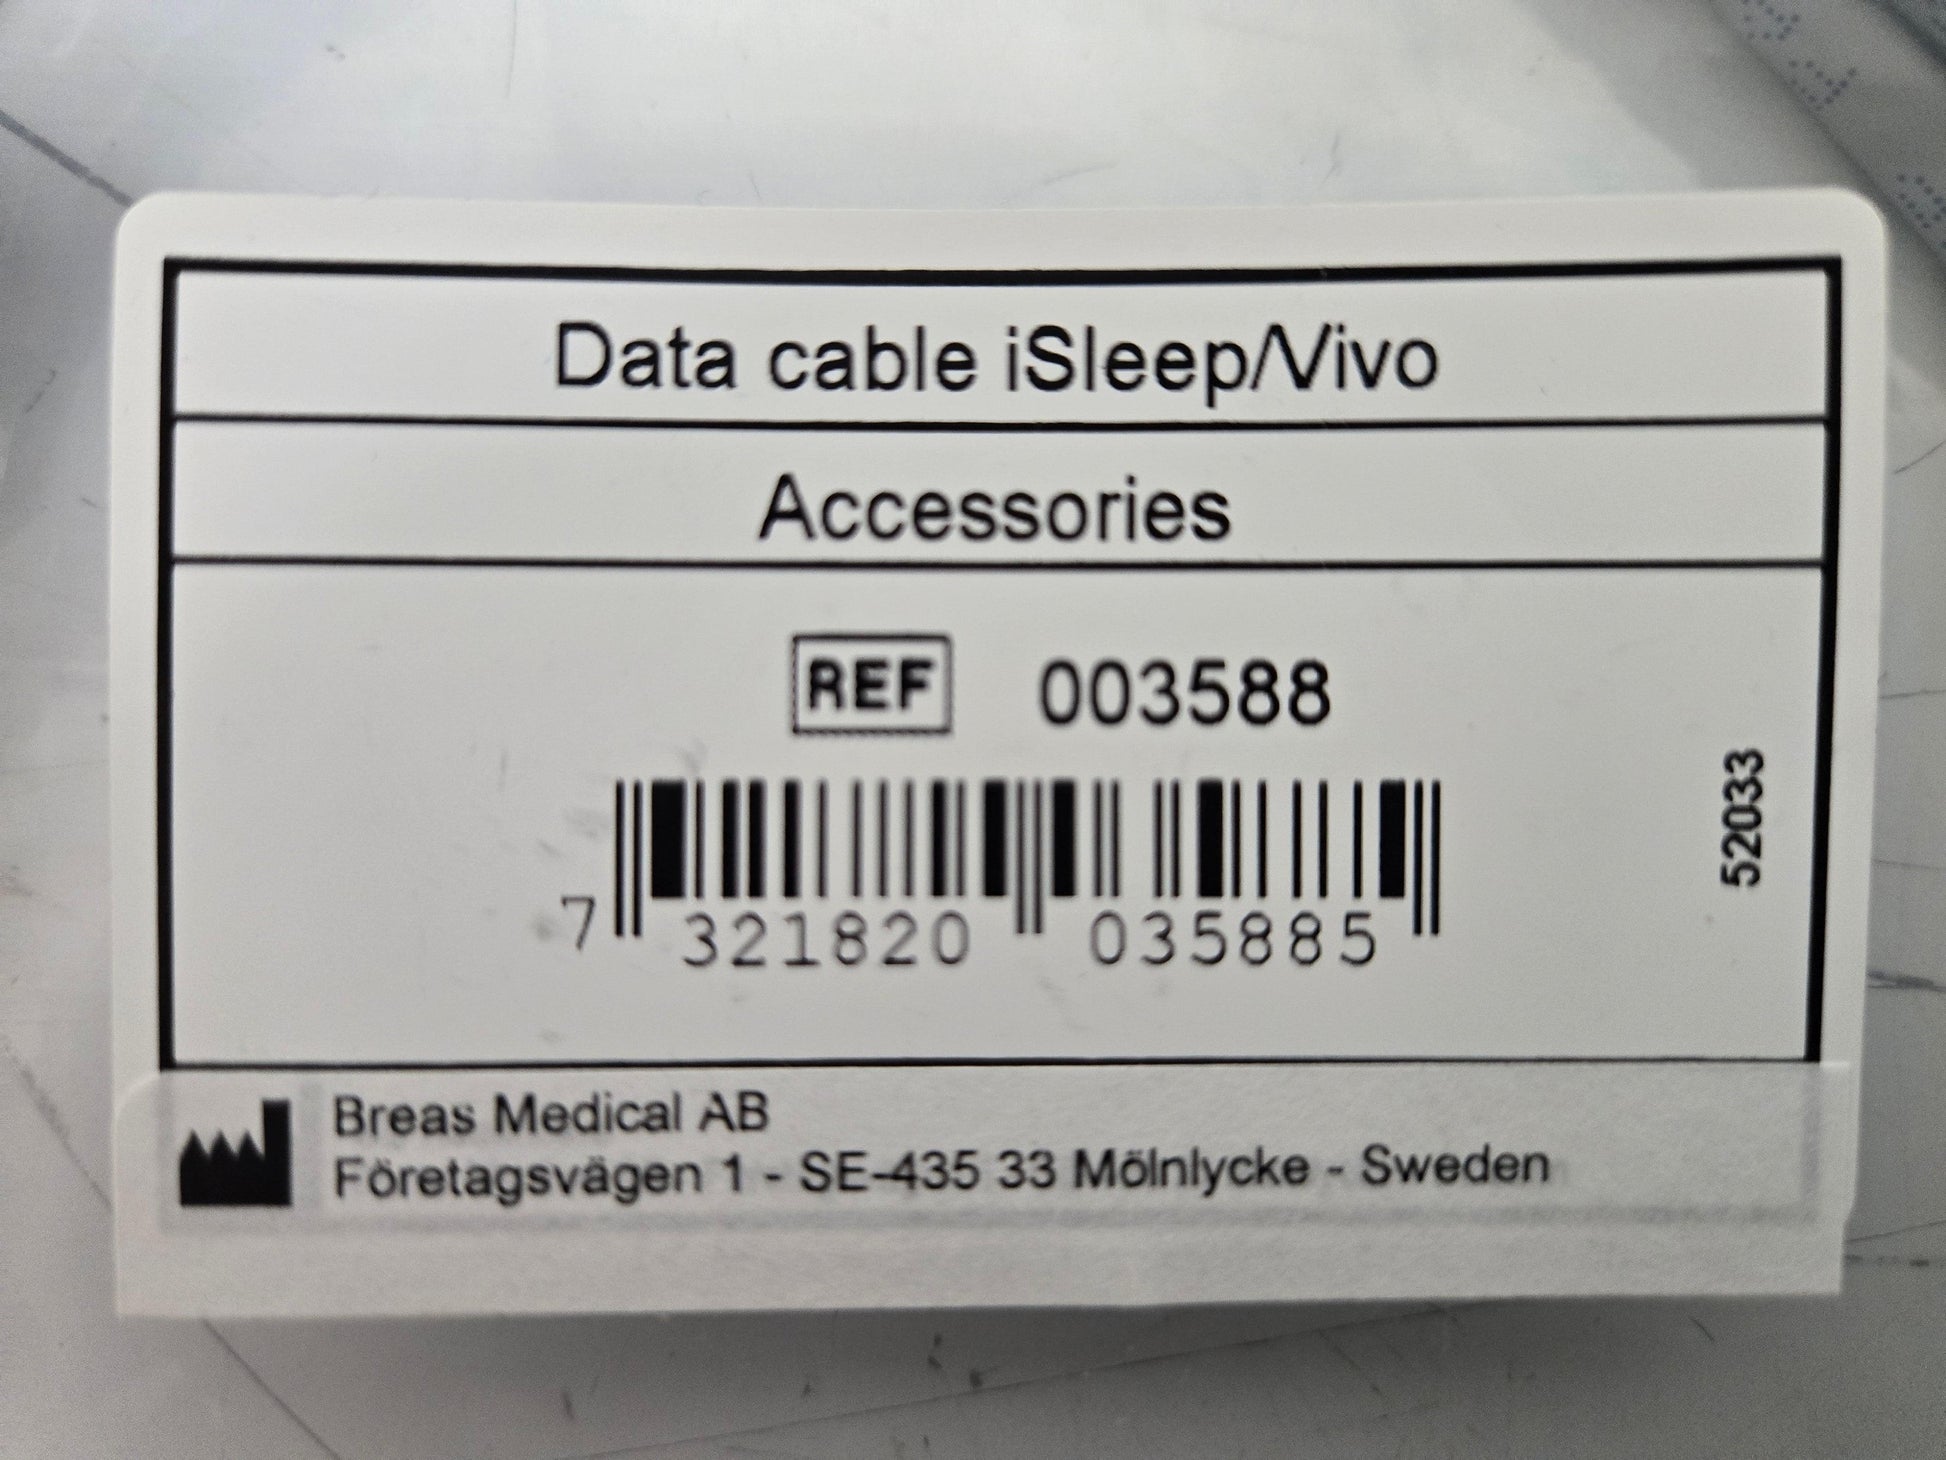 Data cable iSleep/Vivo
Accessories
REF 003588
52033
7 321820 035885
Breas Medical AB
Företagsvägen 1 - SE-435 33 Mölnlycke - Sweden